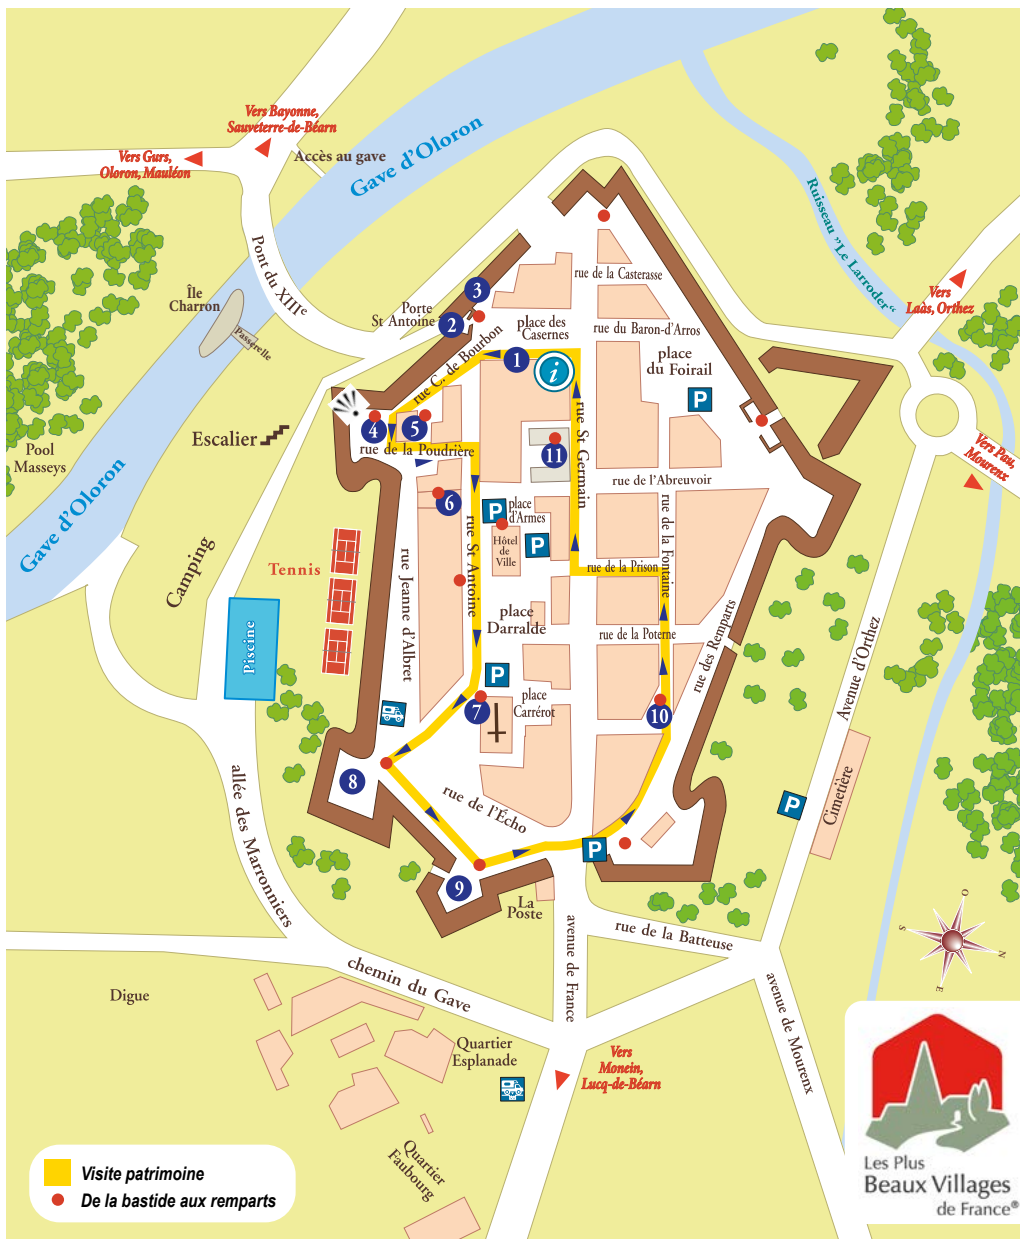 Vers Bayonne,
Sauveterre-de-Béarn
Vers Gurs,
Oloron, Mauléon
Accès au gave
Gave d'Oloron
Ruisseau "Le Larroder"
Pont du XIIIe
Île
Charron
Passerelle
Porte
St Antoine
3
2
rue de la Casterasse
place des
Casernes
rue du Baron-d'Arros
Vers
Laàs, Orthez
1
i
rue C. de Bourbon
place
du Foirail
P
4
5
Escalier
rue de la Poudrière
rue St Germain
11
Pool
Masseys
Vers Pau,
Mourenx
Gave d'Oloron
rue de l'Abreuvoir
6
P
place
d'Armes
P
Hôtel
de
Ville
rue St Antoine
rue de la Fontaine
Camping
Tennis
rue Jeanne d'Albret
rue de la Prison
Piscine
place
Darralde
rue de la Poterne
rue des Remparts
Avenue d'Orthez
P
place
Carrérot
7
10
8
rue de l'Écho
allée des Marronniers
P
Cimetière
P
9
La
Poste
rue de la Batteuse
avenue de France
O
S
N
E
chemin du Gave
Digue
avenue de Mourenx
Quartier
Esplanade
Vers
Monein,
Lucq-de-Béarn
Quartier
Faubourg
Visite patrimoine
De la bastide aux remparts
Les Plus
Beaux Villages
de France®